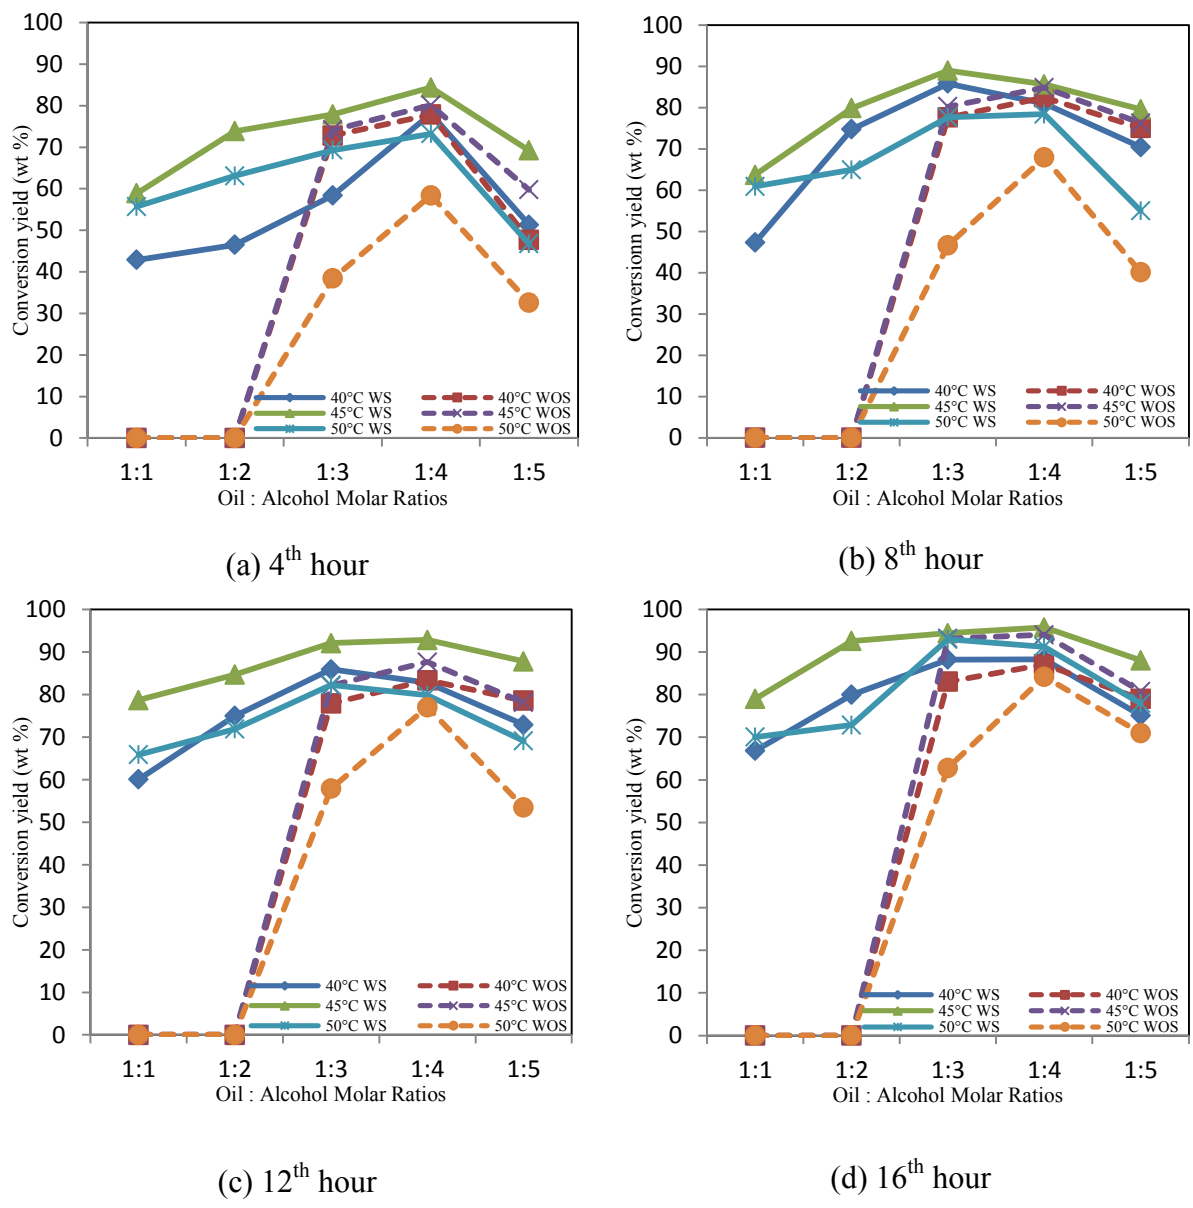 100
90
80
70
60
50
40
30
20
10
0
Conversion yield (wt %)
40°C WS
40°C WOS
45°C WS
45°C WOS
50°C WS
50°C WOS
1:1 1:2 1:3 1:4 1:5
Oil : Alcohol Molar Ratios
(a) 4th hour
100
90
80
70
60
50
40
30
20
10
0
Conversionn yield (wt %)
40°C WS
40°C WOS
45°C WS
45°C WOS
50°C WS
50°C WOS
1:1 1:2 1:3 1:4 1:5
Oil : Alcohol Molar Ratios
(b) 8th hour
100
90
80
70
60
50
40
30
20
10
0
Conversion yield (wt %)
40°C WS
40°C WOS
45°C WS
45°C WOS
50°C WS
50°C WOS
1:1 1:2 1:3 1:4 1:5
Oil : Alcohol Molar Ratios
(c) 12th hour
100
90
80
70
60
50
40
30
20
10
0
Conversion yield (wt %)
40°C WS
40°C WOS
45°C WS
45°C WOS
50°C WS
50°C WOS
1:1 1:2 1:3 1:4 1:5
Oil : Alcohol Molar Ratios
(d) 16th hour